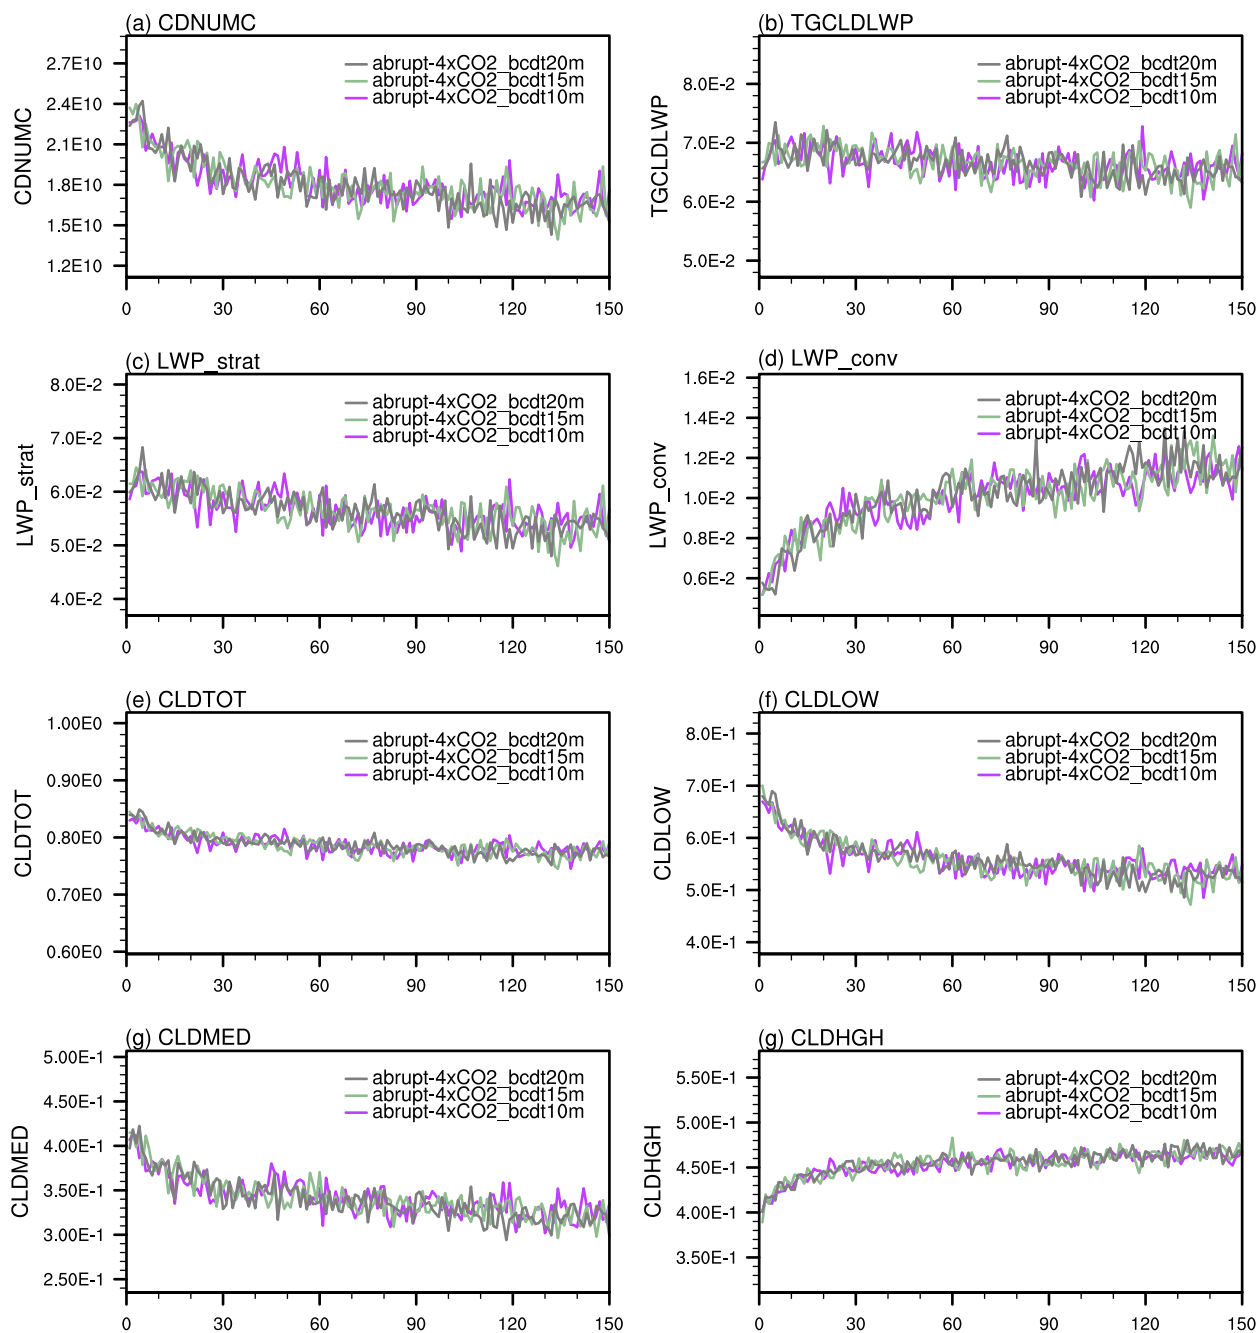 (a) CDNUMC
2.7E10
2.4E10
2.1E10
1.8E10
1.5E10
1.2E10
CDNUMC
abrupt-4xCO2_bcdt20m
abrupt-4xCO2_bcdt15m
abrupt-4xCO2_bcdt10m
0 30 60 90 120 150
(b) TGCLDLWP
8.0E-2
7.0E-2
6.0E-2
5.0E-2
TGCLDLWP
abrupt-4xCO2_bcdt20m
abrupt-4xCO2_bcdt15m
abrupt-4xCO2_bcdt10m
0 30 60 90 120 150
(c) LWP_strat
8.0E-2
7.0E-2
6.0E-2
5.0E-2
4.0E-2
LWP_strat
abrupt-4xCO2_bcdt20m
abrupt-4xCO2_bcdt15m
abrupt-4xCO2_bcdt10m
0 30 60 90 120 150
(d) LWP_conv
1.6E-2
1.4E-2
1.2E-2
1.0E-2
0.8E-2
0.6E-2
LWP_conv
abrupt-4xCO2_bcdt20m
abrupt-4xCO2_bcdt15m
abrupt-4xCO2_bcdt10m
0 30 60 90 120 150
(e) CLDTOT
1.00E0
0.90E0
0.80E0
0.70E0
0.60E0
CLDTOT
abrupt-4xCO2_bcdt20m
abrupt-4xCO2_bcdt15m
abrupt-4xCO2_bcdt10m
0 30 60 90 120 150
(f) CLDLOW
8.0E-1
7.0E-1
6.0E-1
5.0E-1
4.0E-1
CLDLOW
abrupt-4xCO2_bcdt20m
abrupt-4xCO2_bcdt15m
abrupt-4xCO2_bcdt10m
0 30 60 90 120 150
(g) CLDMED
5.00E-1
4.50E-1
4.00E-1
3.50E-1
3.00E-1
2.50E-1
CLDMED
abrupt-4xCO2_bcdt20m
abrupt-4xCO2_bcdt15m
abrupt-4xCO2_bcdt10m
0 30 60 90 120 150
(g) CLDHGH
5.50E-1
5.00E-1
4.50E-1
4.00E-1
3.50E-1
CLDHGH
abrupt-4xCO2_bcdt20m
abrupt-4xCO2_bcdt15m
abrupt-4xCO2_bcdt10m
0 30 60 90 120 150